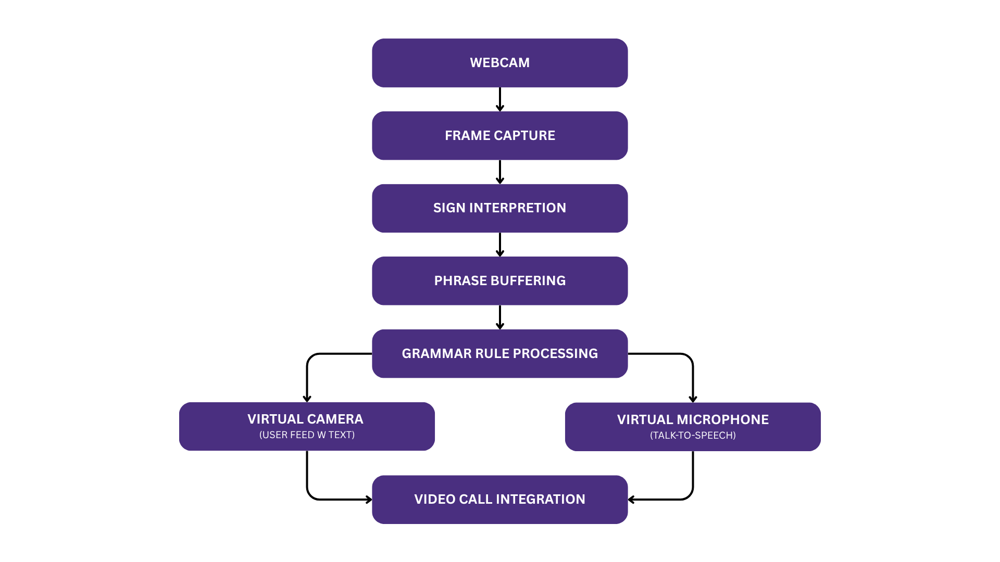 WEBCAM
FRAME CAPTURE
SIGN INTERPRETION
PHRASE BUFFERING
GRAMMAR RULE PROCESSING
VIRTUAL CAMERA
(USER FEED W TEXT)
VIRTUAL MICROPHONE
(TALK-TO-SPEECH)
VIDEO CALL INTEGRATION